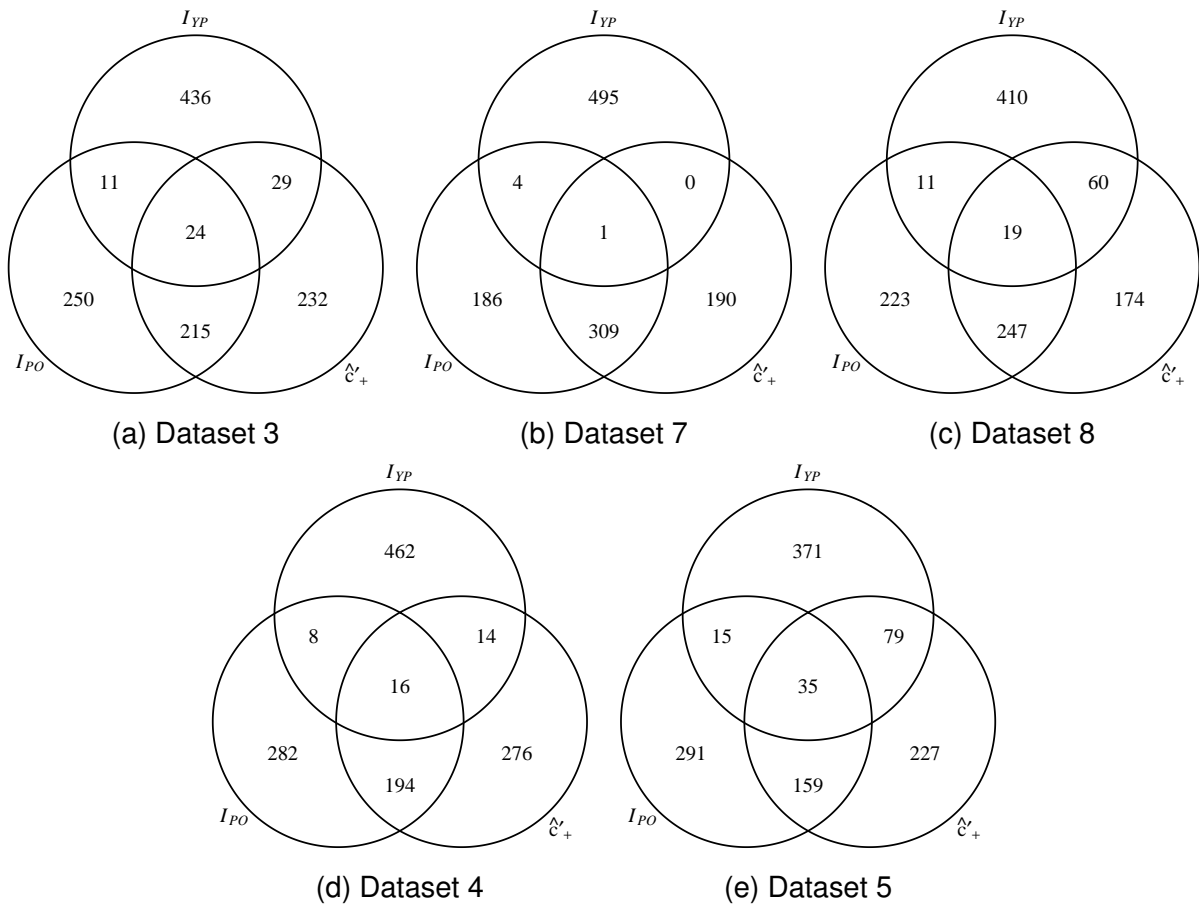 I_YP
436
11
29
24
250
232
215
I_PO
ĉ′_+
(a) Dataset 3
I_YP
495
4
0
1
186
190
309
I_PO
ĉ′_+
(b) Dataset 7
I_YP
410
11
60
19
223
174
247
I_PO
ĉ′_+
(c) Dataset 8
I_YP
462
8
14
16
282
276
194
I_PO
ĉ′_+
(d) Dataset 4
I_YP
371
15
79
35
291
227
159
I_PO
ĉ′_+
(e) Dataset 5